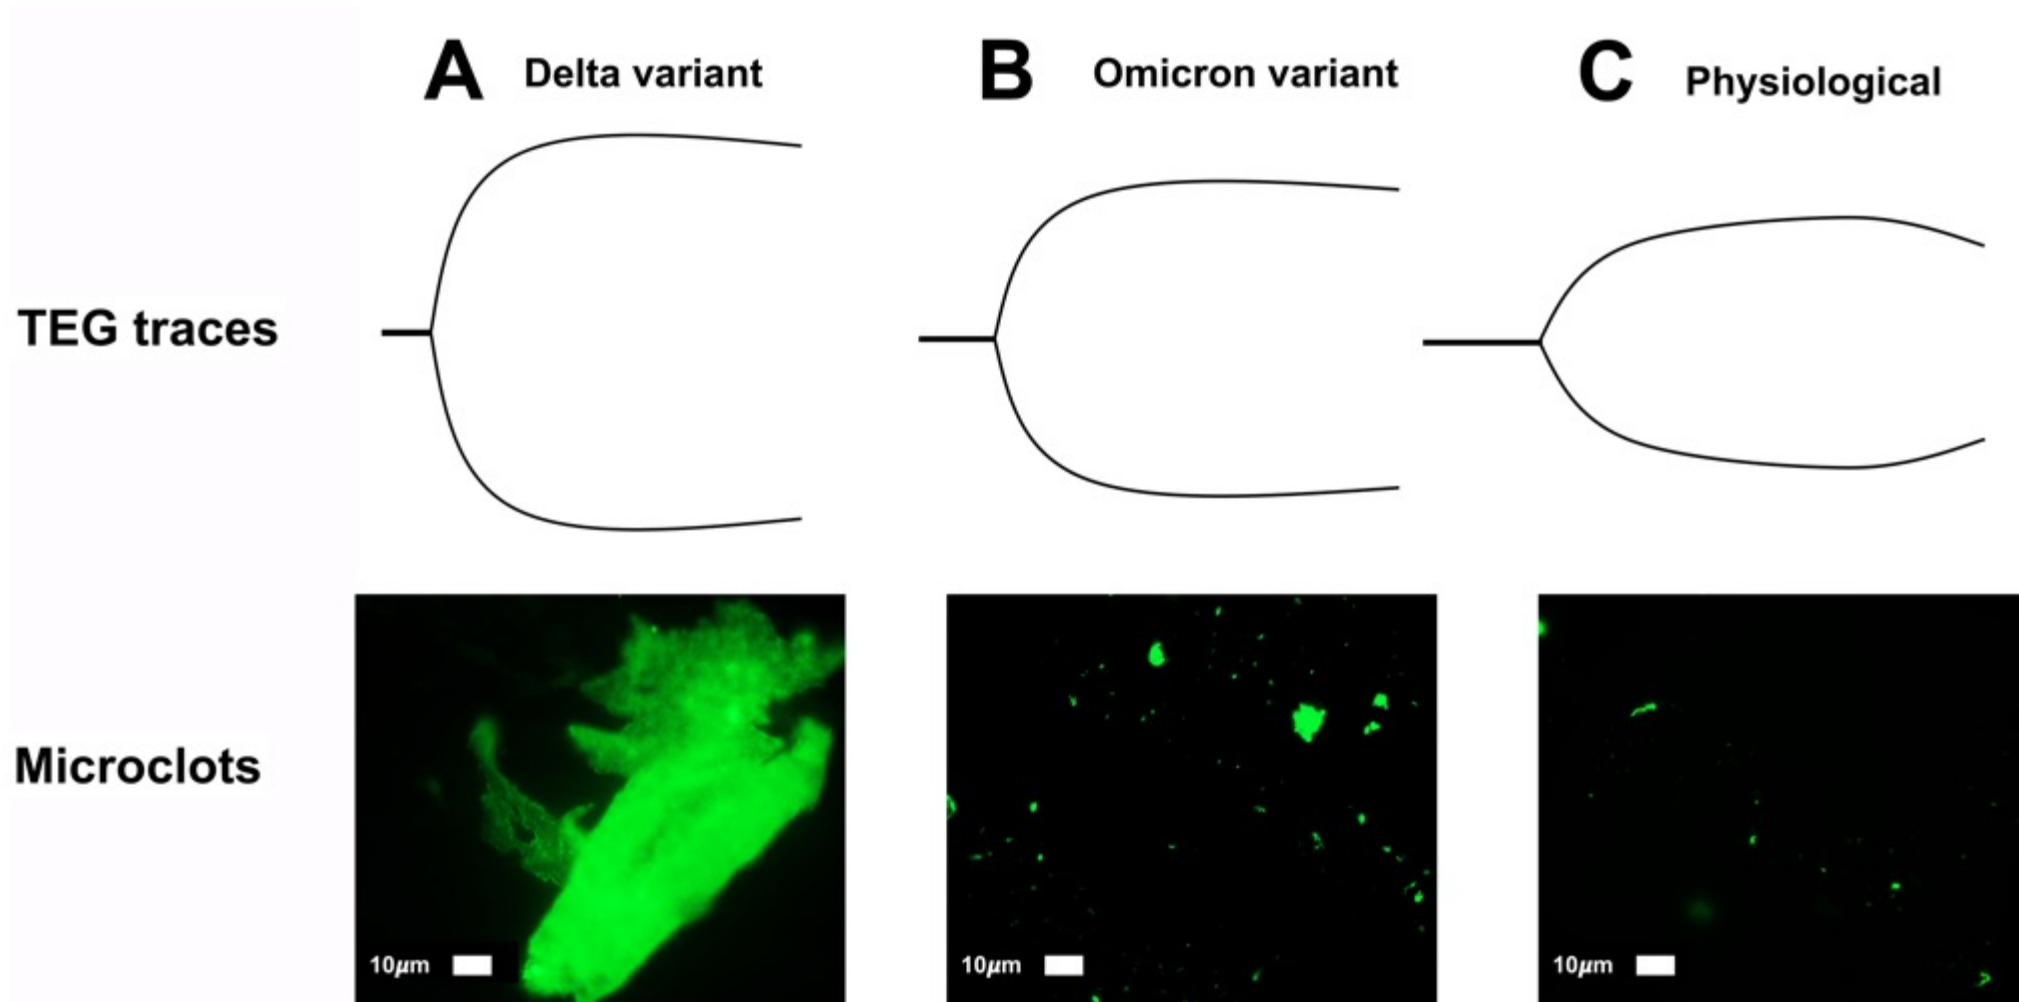 A Delta variant
B Omicron variant
C Physiological
TEG traces
Microclots
10µm
10µm
10µm